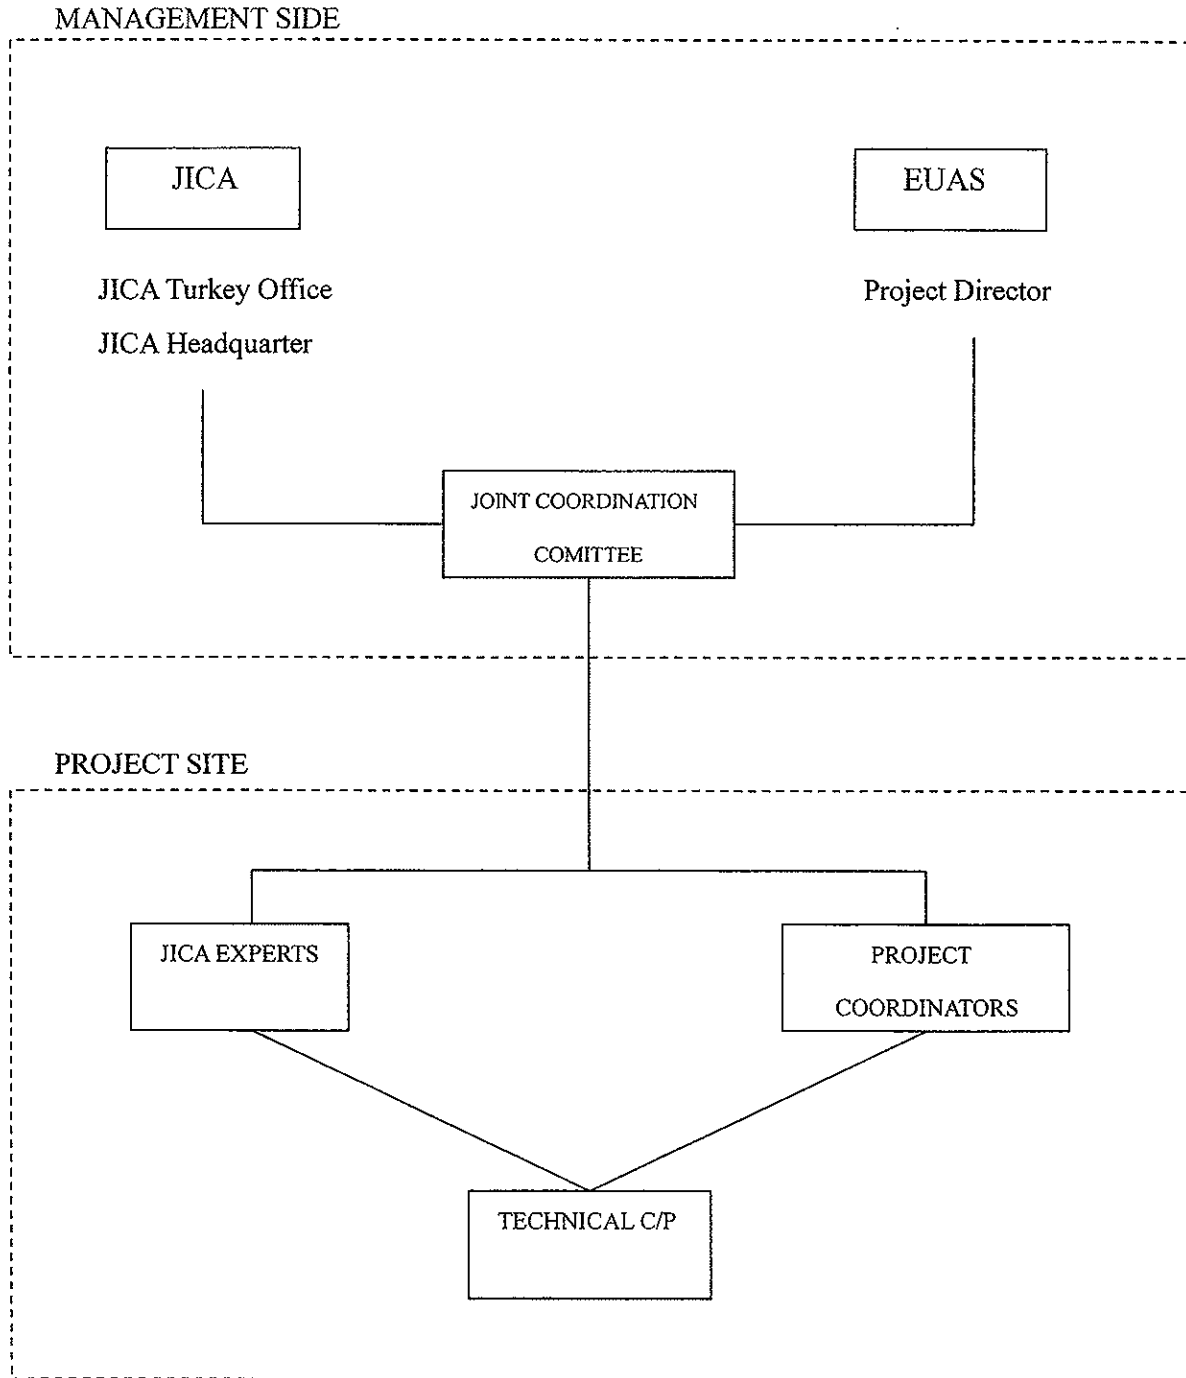 MANAGEMENT SIDE
JICA
EUAS
JICA Turkey Office
Project Director
JICA Headquarter
JOINT COORDINATION
COMITTEE
PROJECT SITE
JICA EXPERTS
PROJECT
COORDINATORS
TECHNICAL C/P